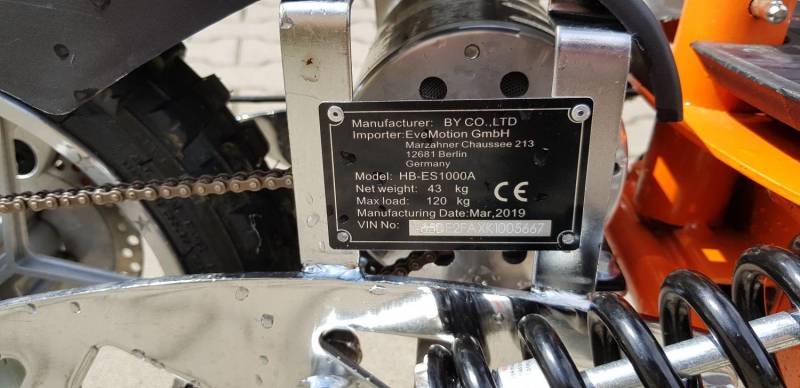 Manufacturer: BY CO.,LTD
Importer:EveMotion GmbH
Marzahner Chaussee 213
12681 Berlin
Germany
Model: HB-ES1000A
Net weight: 43 kg
Max load: 120 kg
CE
Manufacturing Date:Mar,2019
VIN No: